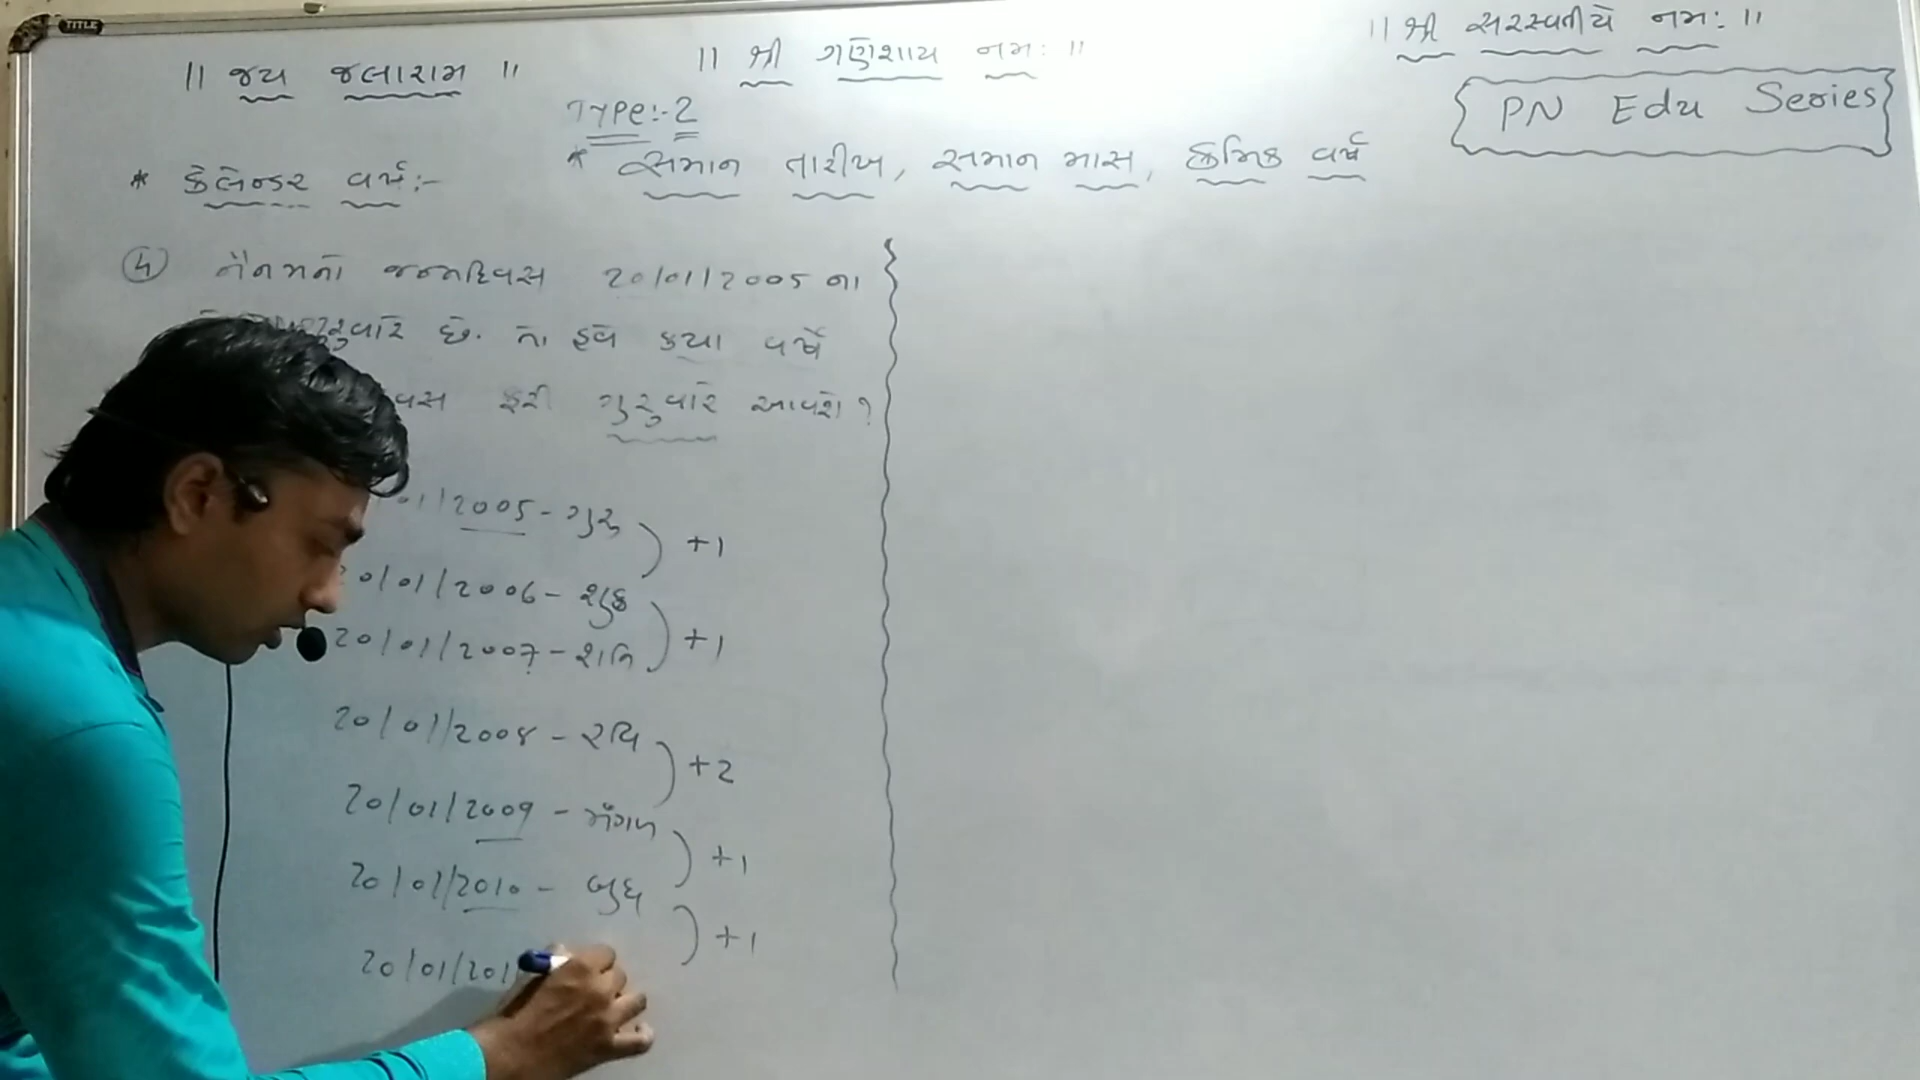 TITLE
॥ જય જલારામ ॥
॥ શ્રી ગણેશાય નમઃ ॥
॥ શ્રી સરસ્વતીયે નમઃ ॥
PN Edu Series
Type:-2
* સમાન તારીખ, સમાન માસ, ક્રમિક વર્ષ
* કેલેન્ડર વર્ષ:-
૫ નૈનમનો જન્મદિવસ 20/01/2005 ના
ગુરુવારે છે. તો હવે કયા વર્ષે
વસ ફરી ગુરુવારે આવશે?
01/2005 - ગુરુ
+1
20/01/2006 - શુક્ર
+1
20/01/2007 - શનિ
20/01/2008 - રવિ
+2
20/01/2009 - મંગળ
+1
20/01/2010 - બુધ
+1
20/01/201